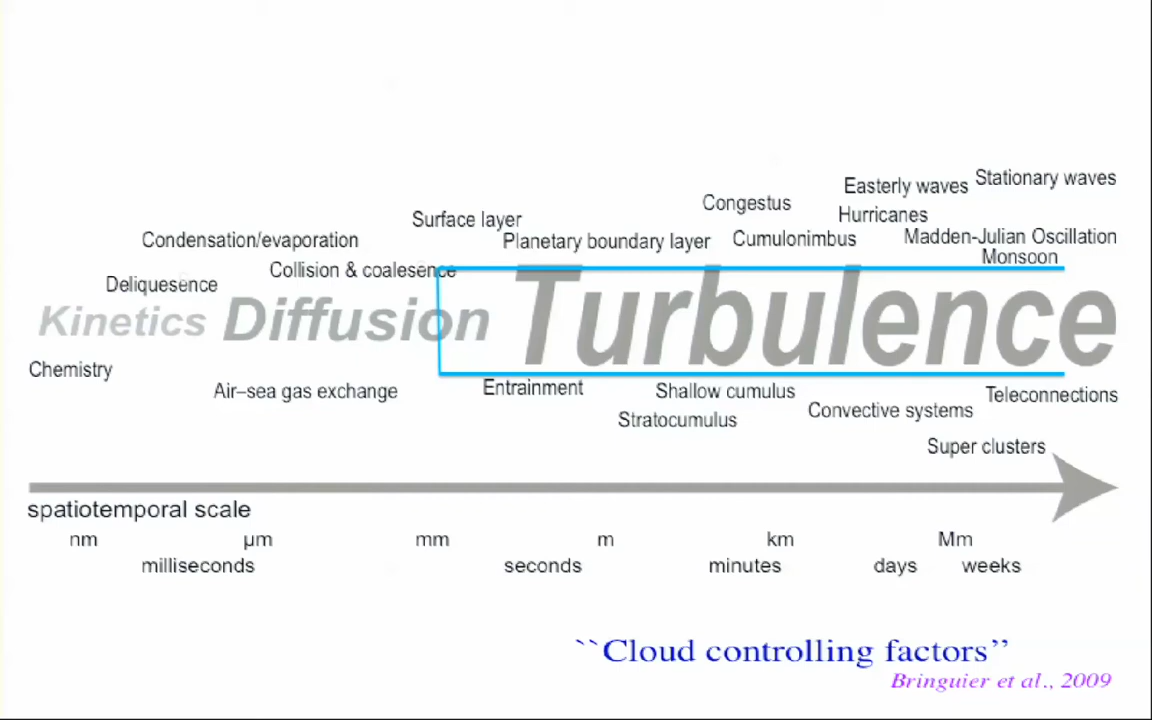 Easterly waves Stationary waves
Congestus
Hurricanes
Surface layer
Condensation/evaporation
Planetary boundary layer
Cumulonimbus
Madden-Julian Oscillation
Monsoon
Collision & coalesence
Deliquesence
Kinetics Diffusion Turbulence
Chemistry
Air–sea gas exchange
Entrainment
Shallow cumulus
Teleconnections
Stratocumulus
Convective systems
Super clusters
spatiotemporal scale
nm µm mm m km Mm
milliseconds seconds minutes days weeks
``Cloud controlling factors’’
Bringuier et al., 2009